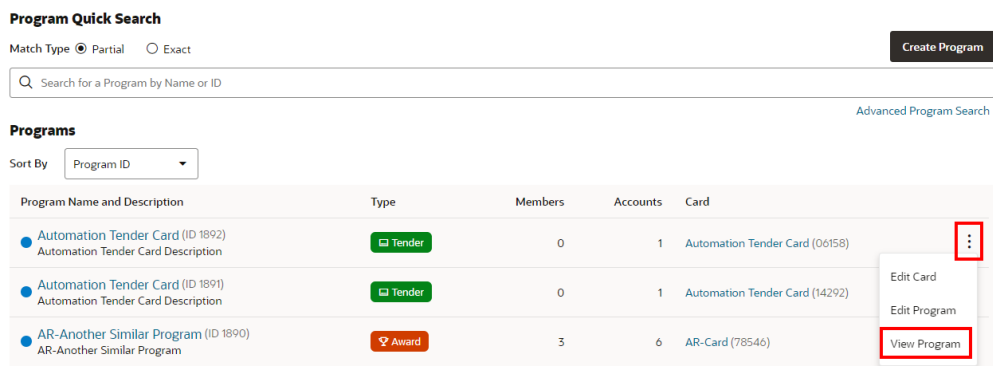 Program Quick Search
Match Type Partial Exact
Create Program
Search for a Program by Name or ID
Advanced Program Search
Programs
Sort By Program ID
Program Name and Description Type Members Accounts Card
Automation Tender Card (ID 1892) Tender 0 1 Automation Tender Card (06158)
Automation Tender Card Description
Edit Card
Automation Tender Card (ID 1891) Tender 0 1 Automation Tender Card (14292)
Automation Tender Card Description
Edit Program
AR-Another Similar Program (ID 1890) Award 3 6 AR-Card (78546)
AR-Another Similar Program
View Program